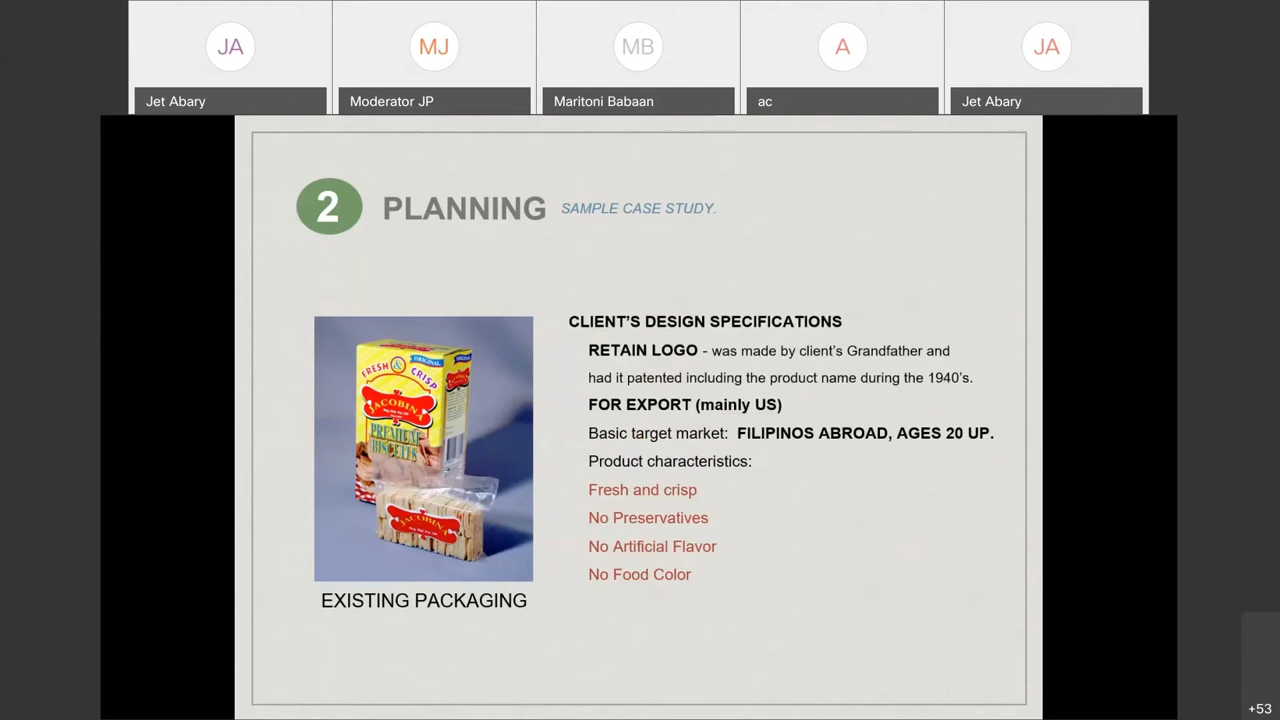 JA
MJ
MB
A
JA
Jet Abary
Moderator JP
Maritoni Babaan
ac
Jet Abary
2
PLANNING
SAMPLE CASE STUDY.
CLIENT'S DESIGN SPECIFICATIONS
RETAIN LOGO - was made by client's Grandfather and
had it patented including the product name during the 1940's.
FOR EXPORT (mainly US)
Basic target market: FILIPINOS ABROAD, AGES 20 UP.
Product characteristics:
Fresh and crisp
No Preservatives
No Artificial Flavor
No Food Color
ORIGINAL
FRESH & CRISP
JACOBINA
PREMIUM
BISCUITS
JACOBINA
EXISTING PACKAGING
+53